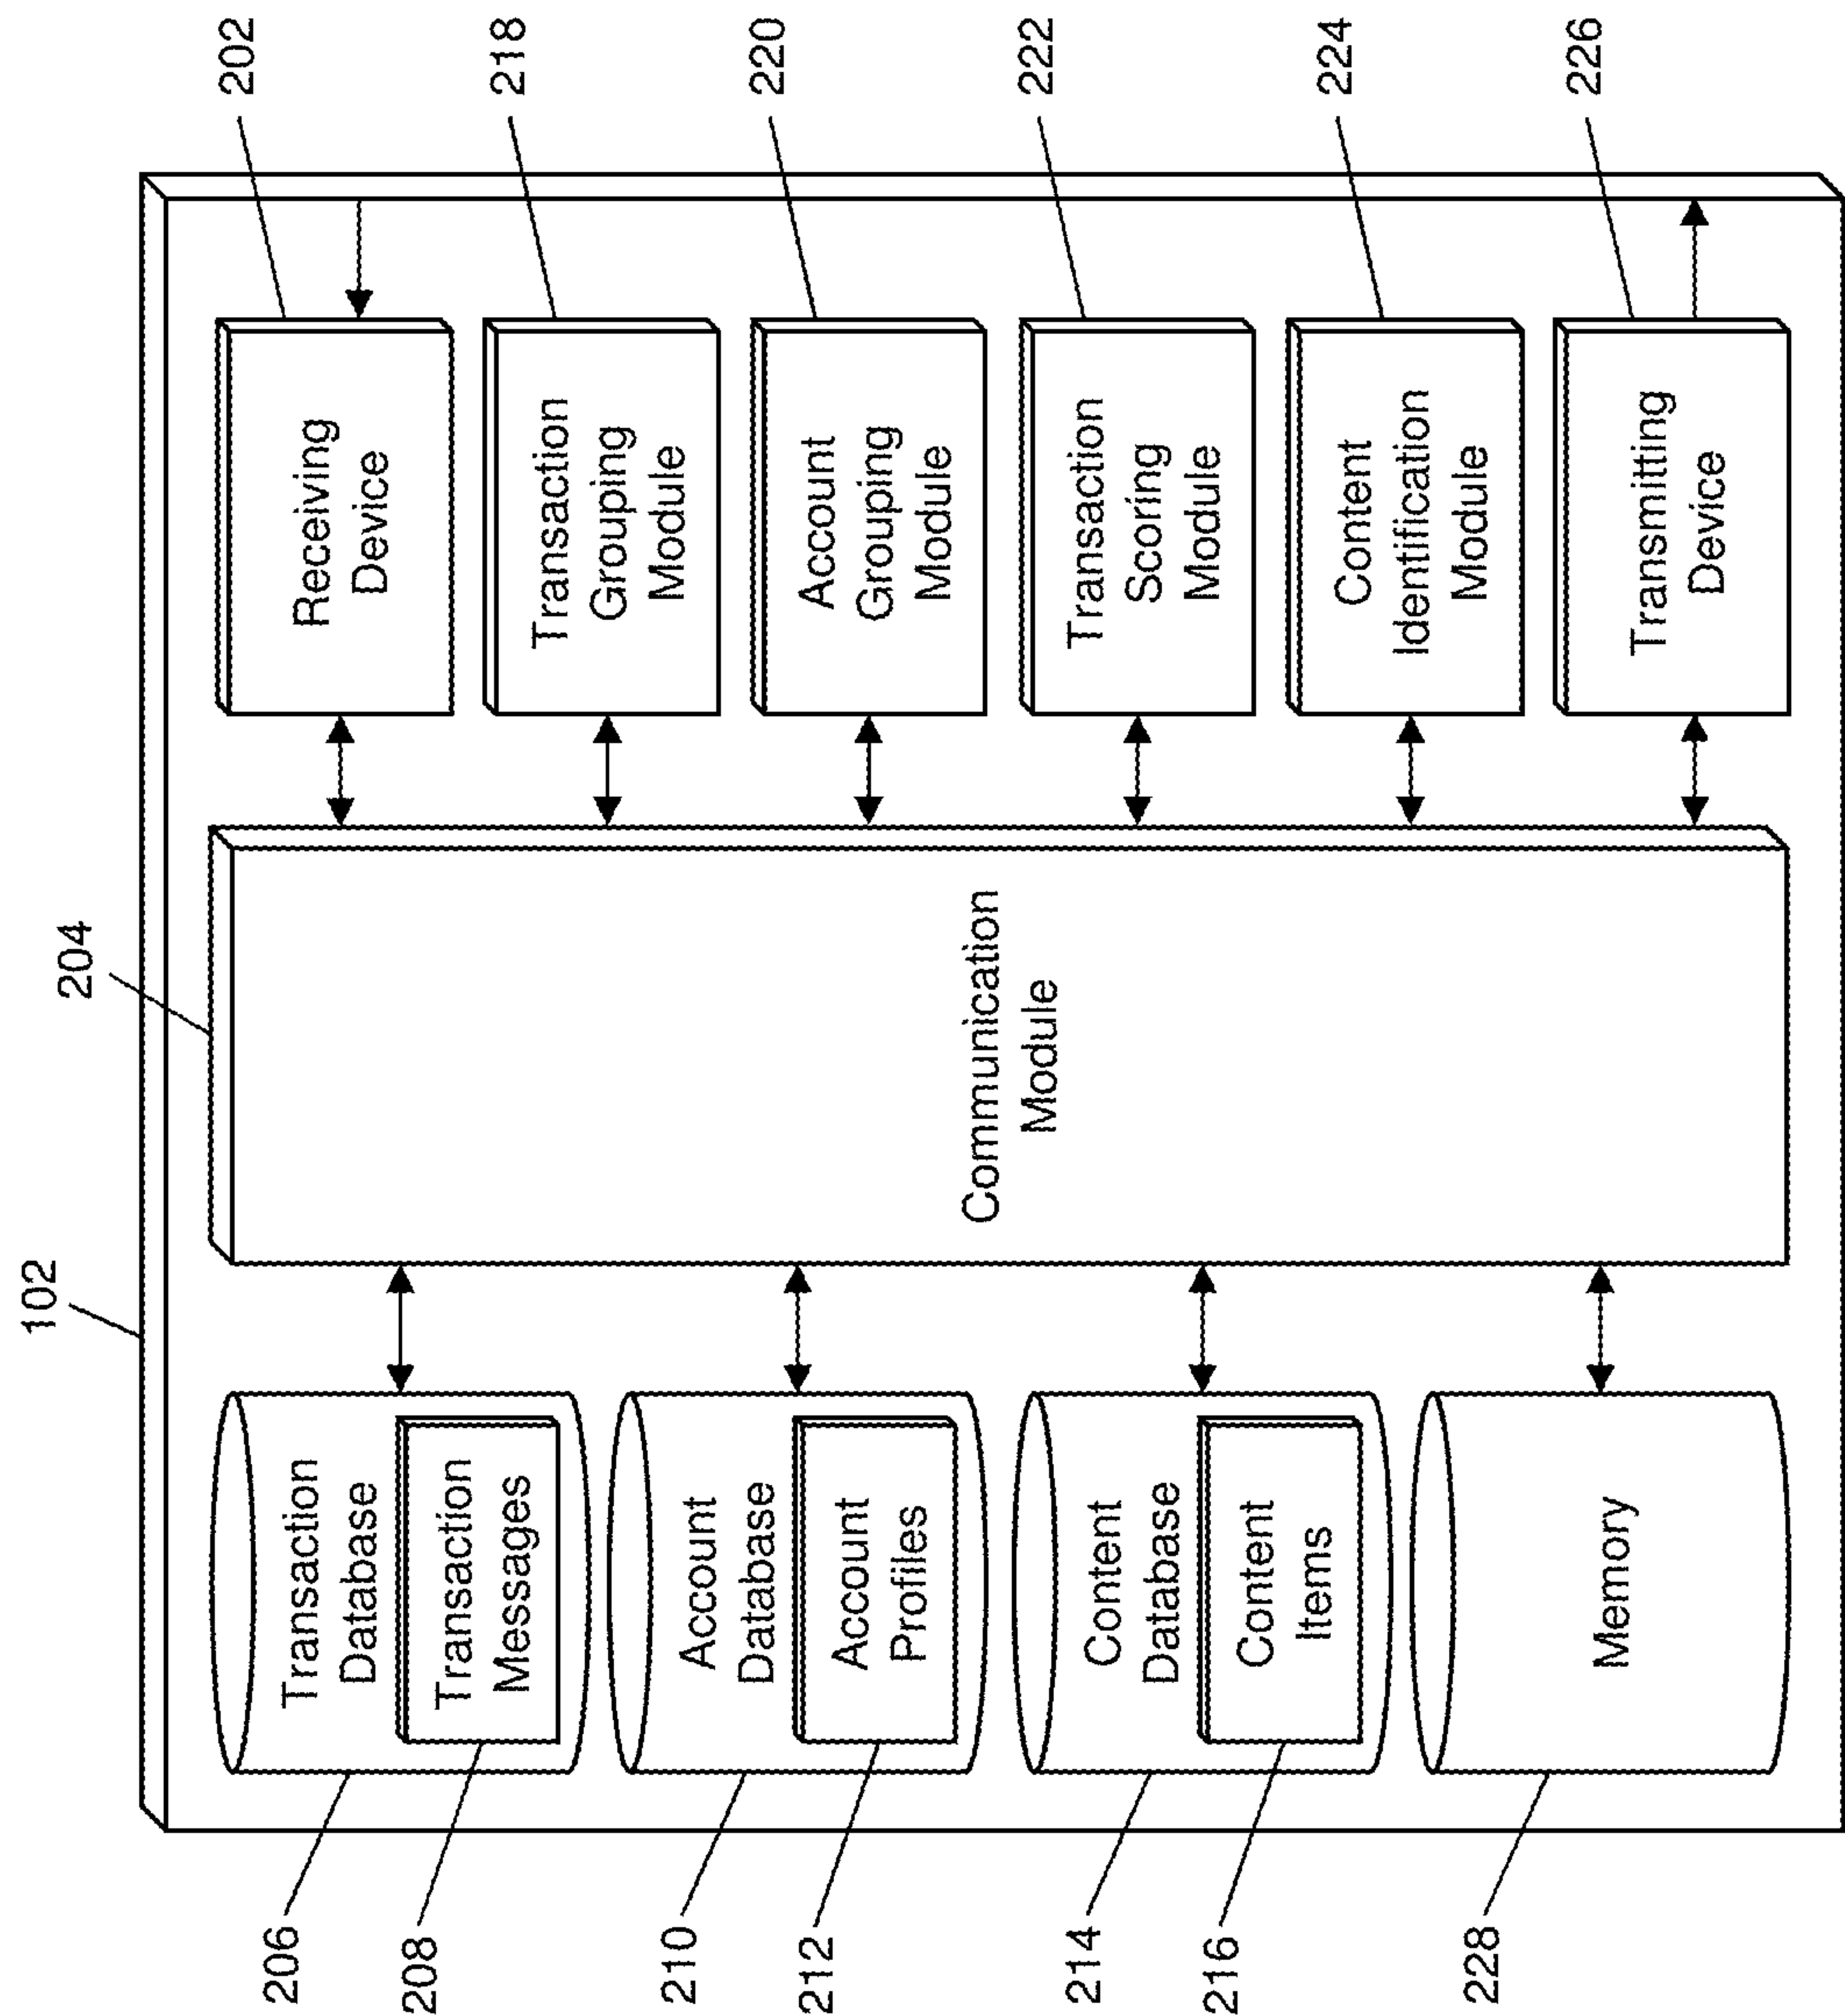 102
204
206
Transaction
Database
208
Transaction
Messages
210
Account
Database
212
Account
Profiles
214
Content
Database
216
Content
Items
228
Memory
Communication
Module
Receiving
Device
202
Transaction
Grouping
Module
218
Account
Grouping
Module
220
Transaction
Scoring
Module
222
Content
Identification
Module
224
Transmitting
Device
226